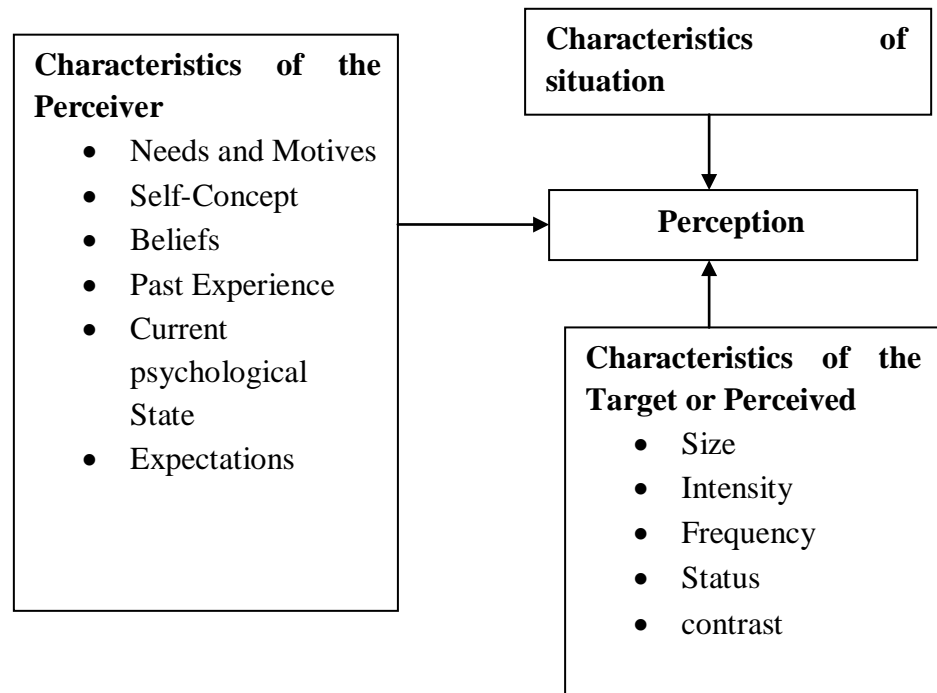 Characteristics of the
Perceiver
• Needs and Motives
• Self-Concept
• Beliefs
• Past Experience
• Current
psychological
State
• Expectations
Characteristics of
situation
Perception
Characteristics of the
Target or Perceived
• Size
• Intensity
• Frequency
• Status
• contrast